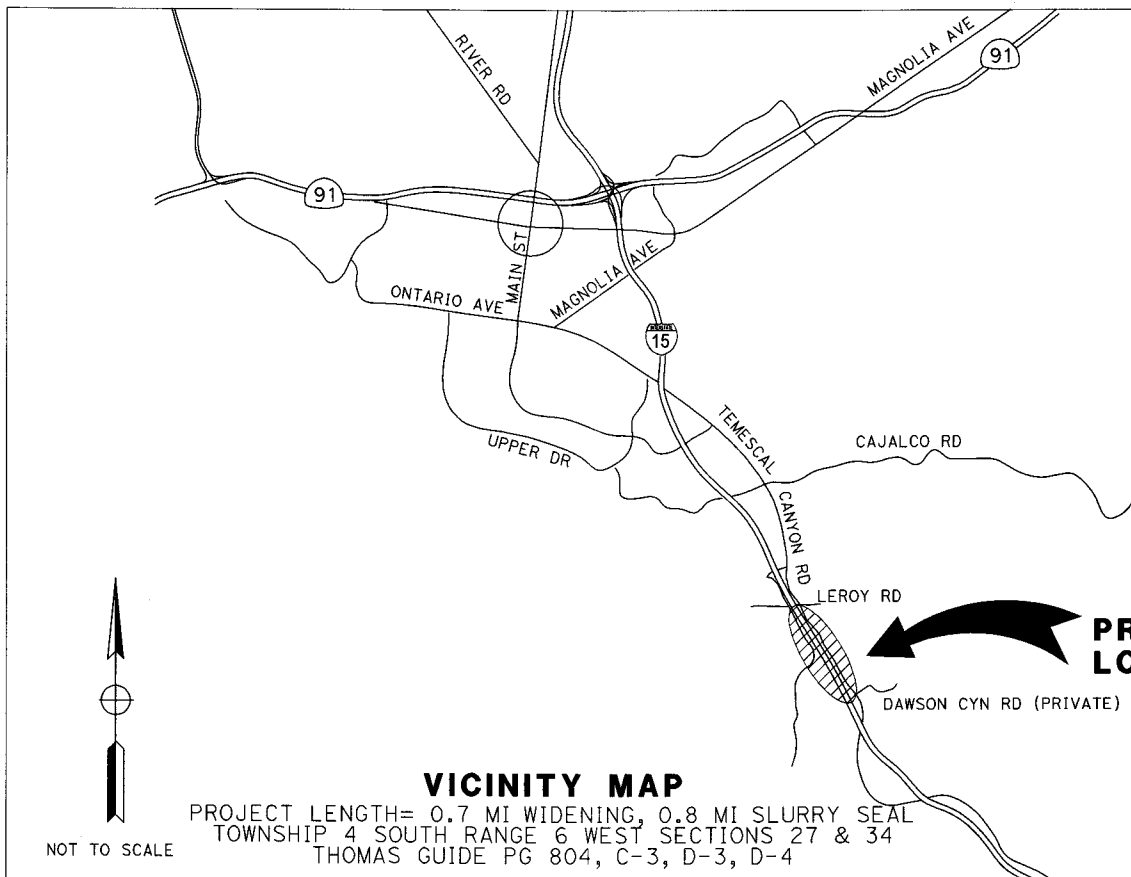 RIVER RD
MAGNOLIA AVE
91
91
MAIN ST
MAGNOLIA AVE
ONTARIO AVE
15
UPPER DR
TEMESCAL CANYON RD
CAJALCO RD
LEROY RD
PR
LO
DAWSON CYN RD (PRIVATE)
NOT TO SCALE
VICINITY MAP
PROJECT LENGTH= 0.7 MI WIDENING, 0.8 MI SLURRY SEAL
TOWNSHIP 4 SOUTH RANGE 6 WEST SECTIONS 27 & 34
THOMAS GUIDE PG 804, C-3, D-3, D-4